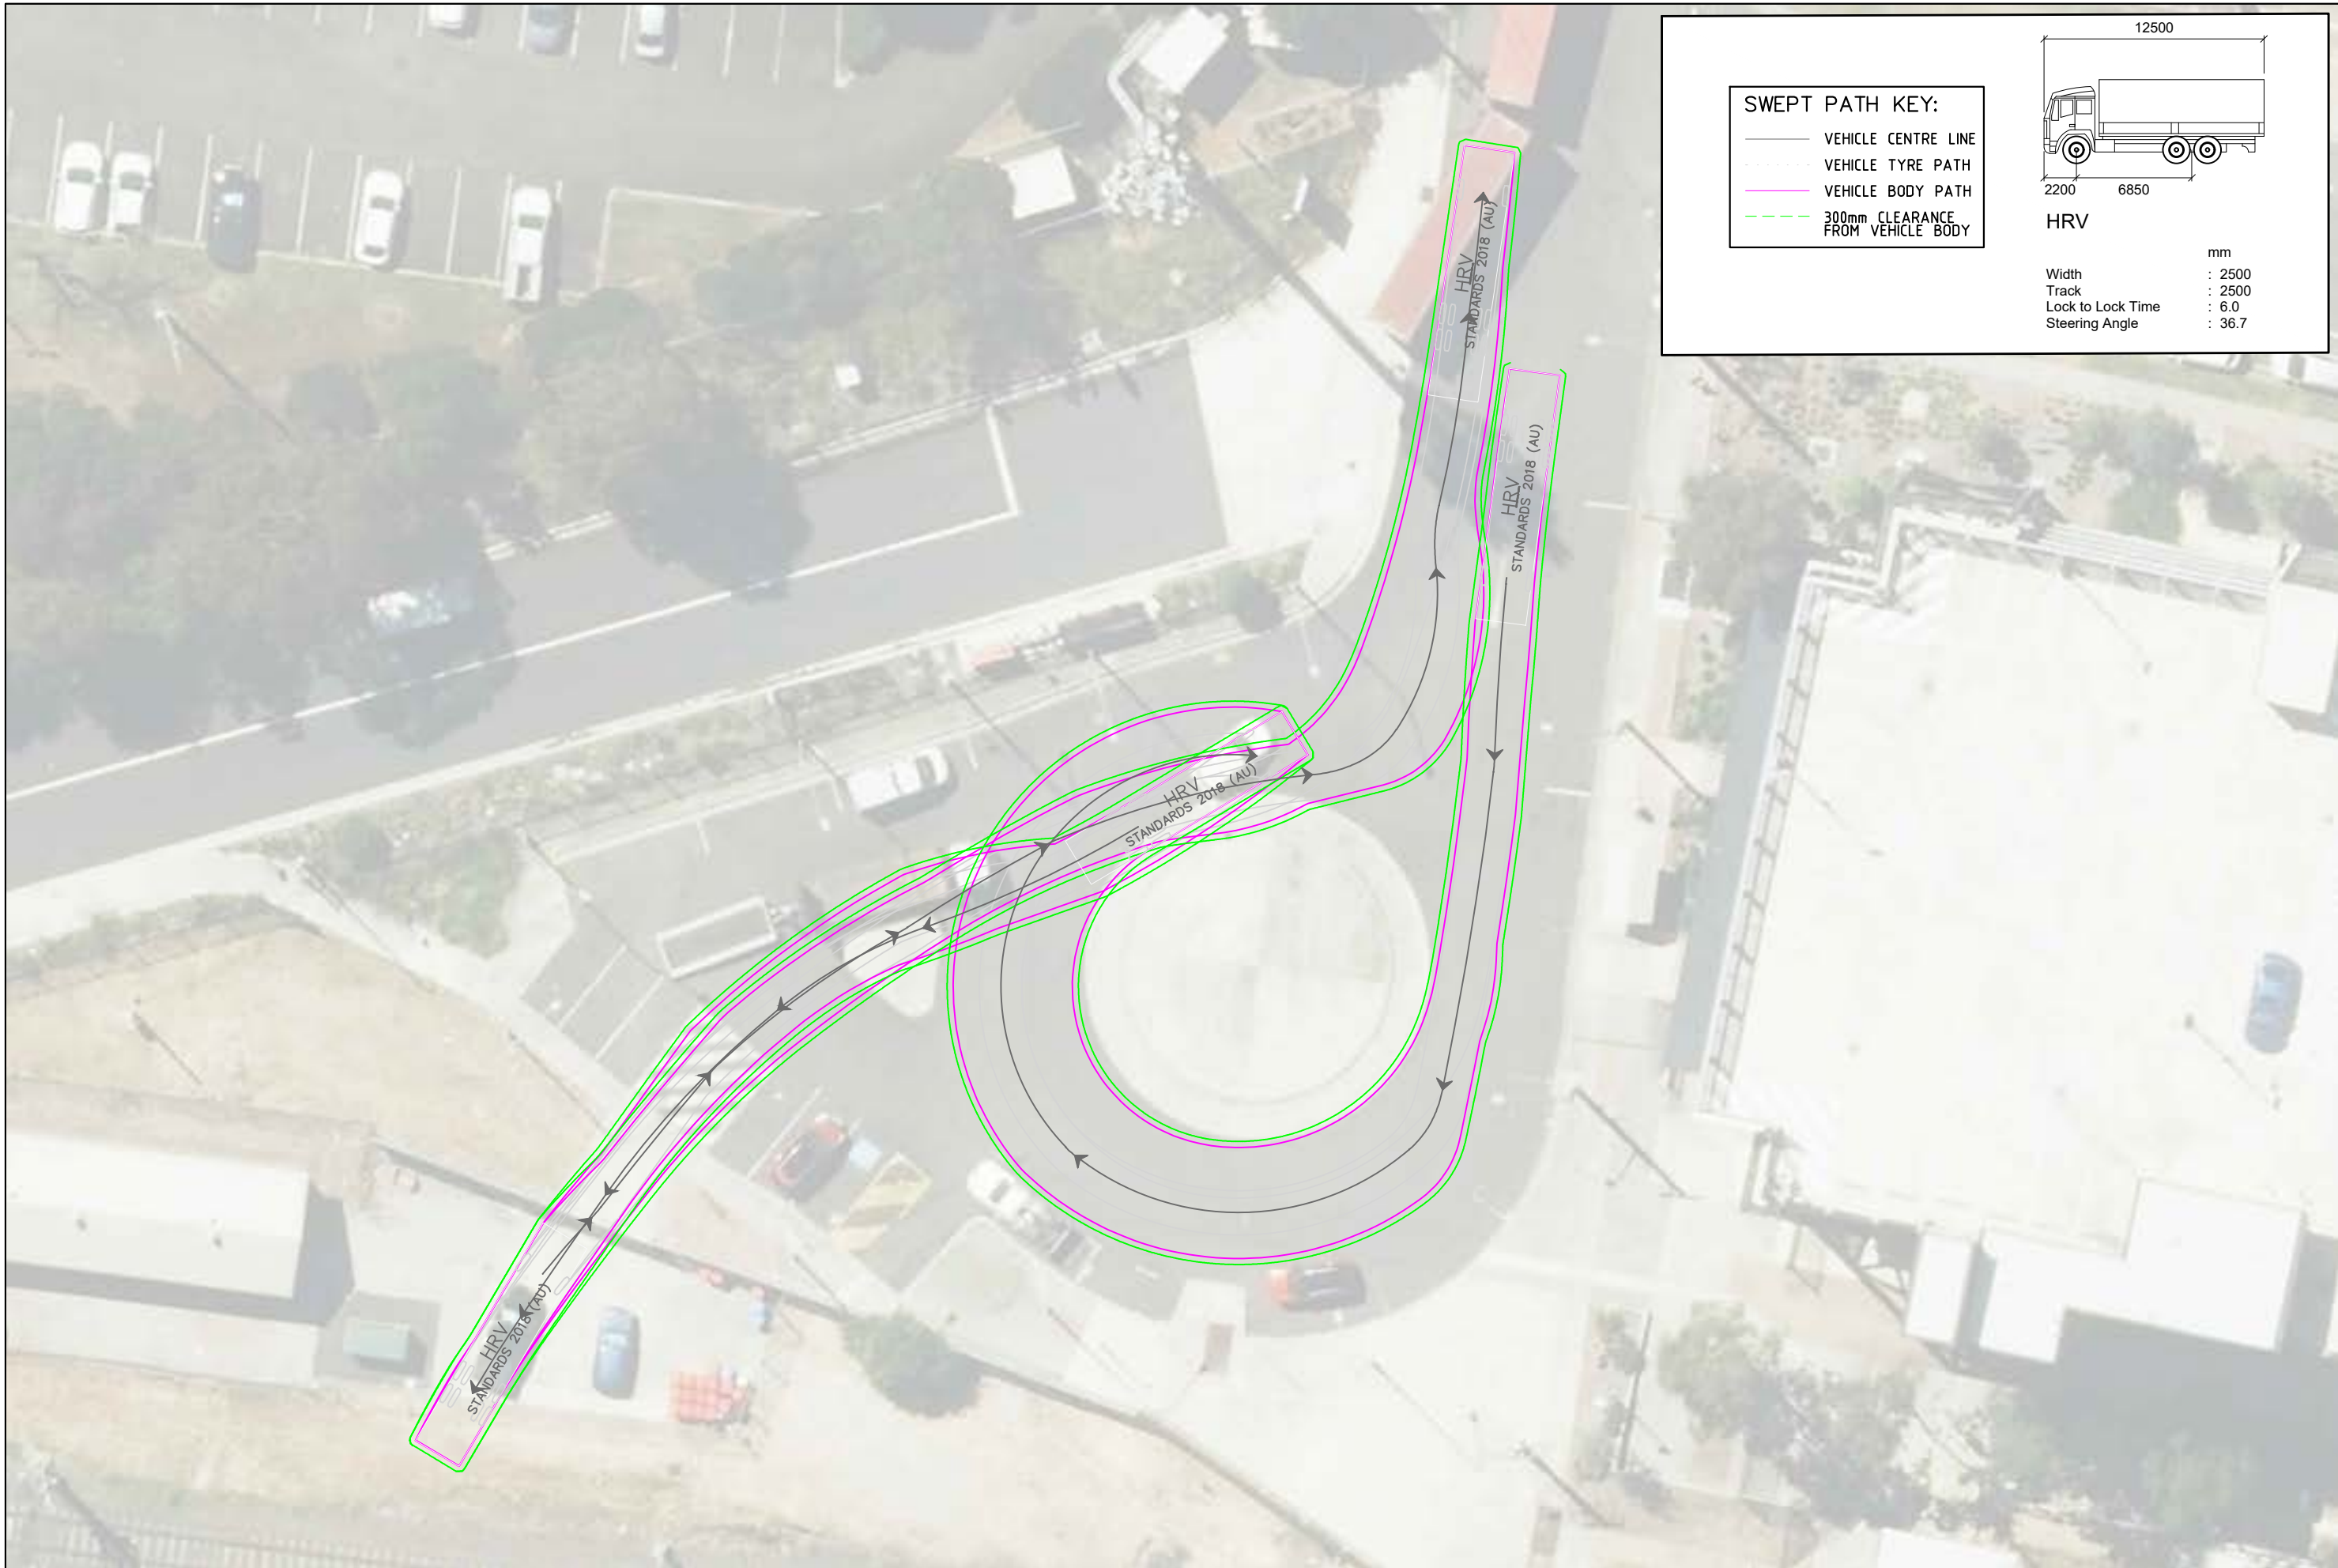 SWEPT PATH KEY:
VEHICLE CENTRE LINE
VEHICLE TYRE PATH
VEHICLE BODY PATH
300mm CLEARANCE
FROM VEHICLE BODY
12500
2200 6850
HRV
mm
Width : 2500
Track : 2500
Lock to Lock Time : 6.0
Steering Angle : 36.7
HRV
STANDARDS 2018 (AU)
HRV
STANDARDS 2018 (AU)
HRV
STANDARDS 2018 (AU)
HRV
STANDARDS 2018 (AU)